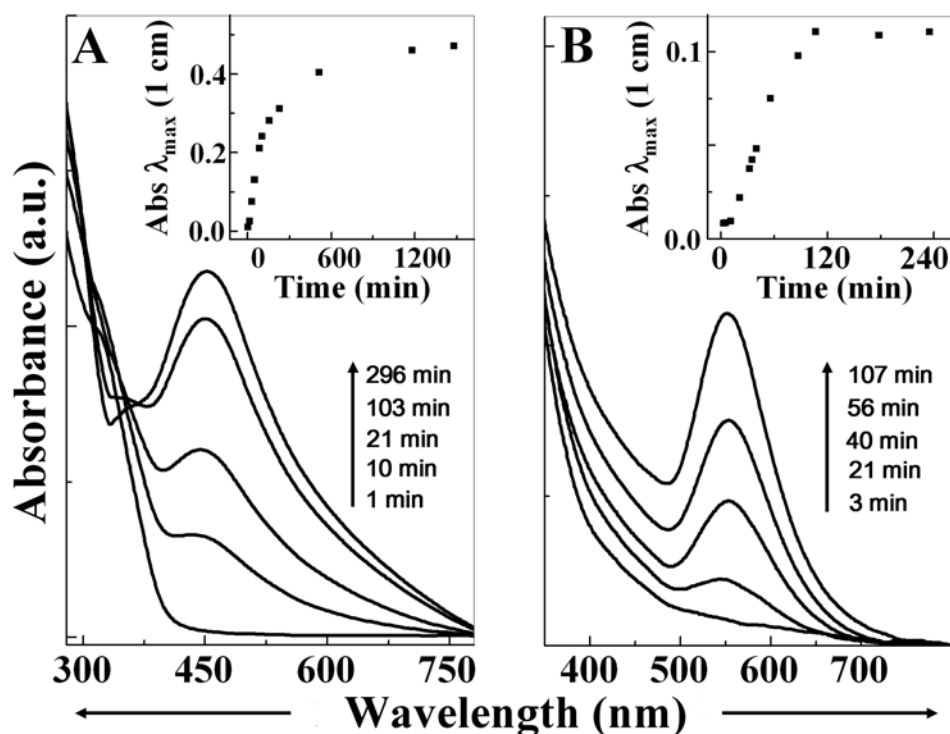 A
Abs λmax (1 cm)
0.4
0.2
0.0
0 600 1200
Time (min)
296 min
103 min
21 min
10 min
1 min
B
Abs λmax (1 cm)
0.1
0.0
0 120 240
Time (min)
107 min
56 min
40 min
21 min
3 min
Absorbance (a.u.)
300 450 600 750
400 500 600 700
Wavelength (nm)